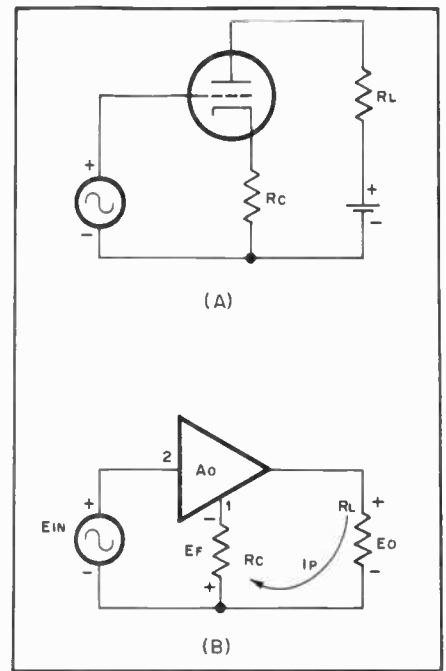 RL
+
RC
+
-
-
(A)
2
AO
1
+
-
RL
+
EIN
EF
RC
EO
IP
-
+
-
(B)